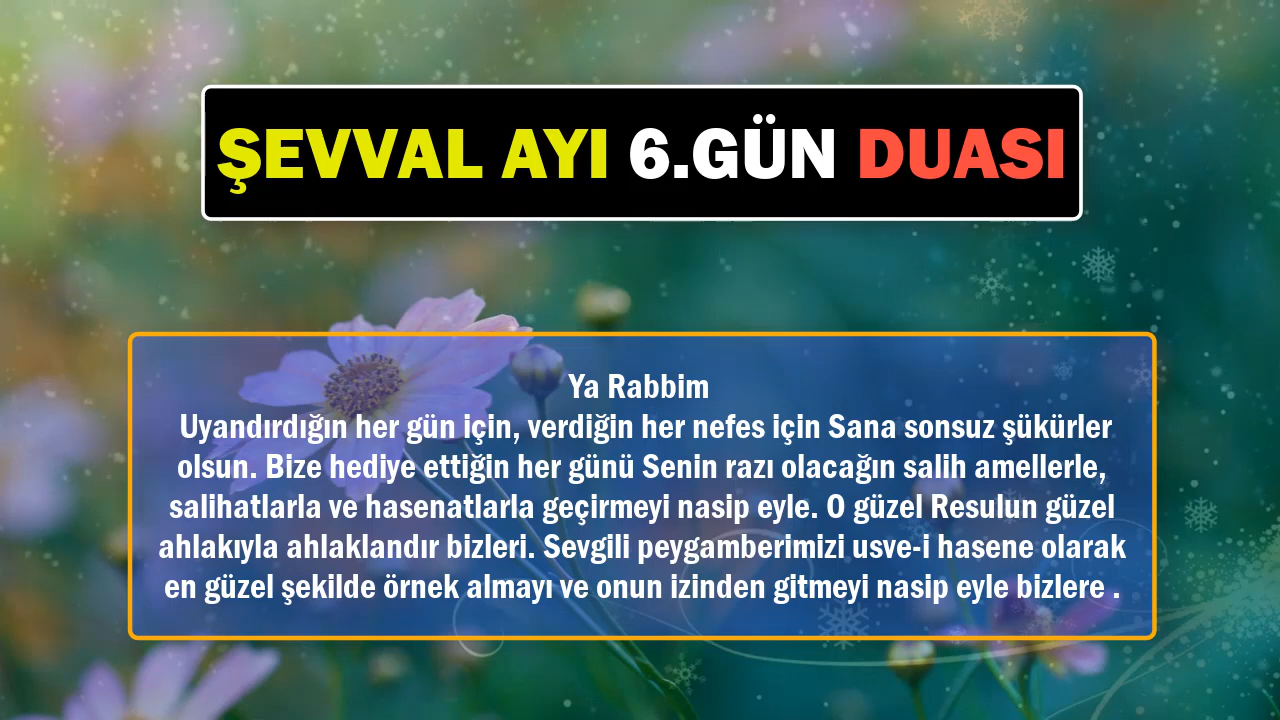 ŞEVVAL AYI 6.GÜN DUASI
Ya Rabbim
Uyandırdığın her gün için, verdiğin her nefes için Sana sonsuz şükürler
olsun. Bize hediye ettiğin her günü Senin razı olacağın salih amellerle,
salihatlarla ve hasenatlarla geçirmeyi nasip eyle. O güzel Resulun güzel
ahlakıyla ahlaklandır bizleri. Sevgili peygamberimizi usve-i hasene olarak
en güzel şekilde örnek almayı ve onun izinden gitmeyi nasip eyle bizlere .